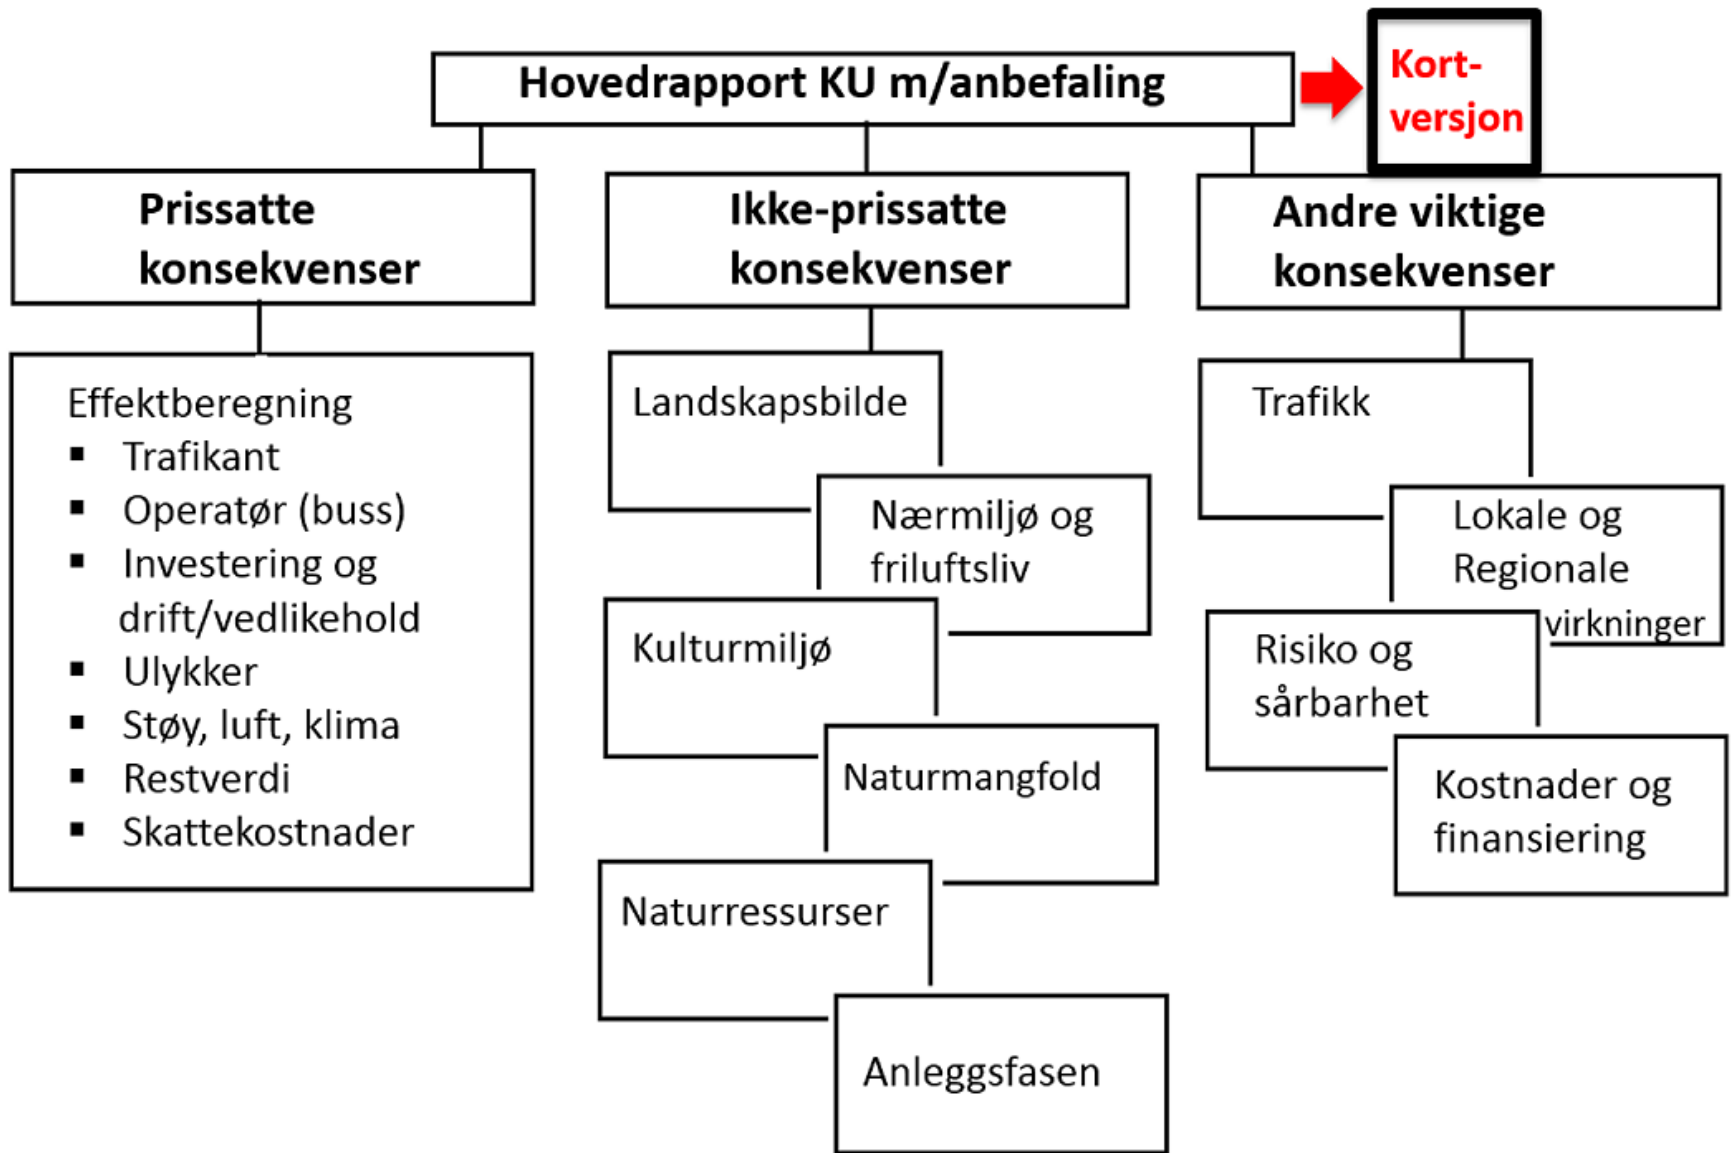 Hovedrapport KU m/anbefaling
Kort-
versjon
Prissatte
konsekvenser
Effektberegning
▪ Trafikant
▪ Operatør (buss)
▪ Investering og
drift/vedlikehold
▪ Ulykker
▪ Støy, luft, klima
▪ Restverdi
▪ Skattekostnader
Ikke-prissatte
konsekvenser
Landskapsbilde
Nærmiljø og
friluftsliv
Kulturmiljø
Naturmangfold
Naturressurser
Anleggsfasen
Andre viktige
konsekvenser
Trafikk
Lokale og
Regionale
virkninger
Risiko og
sårbarhet
Kostnader og
finansiering